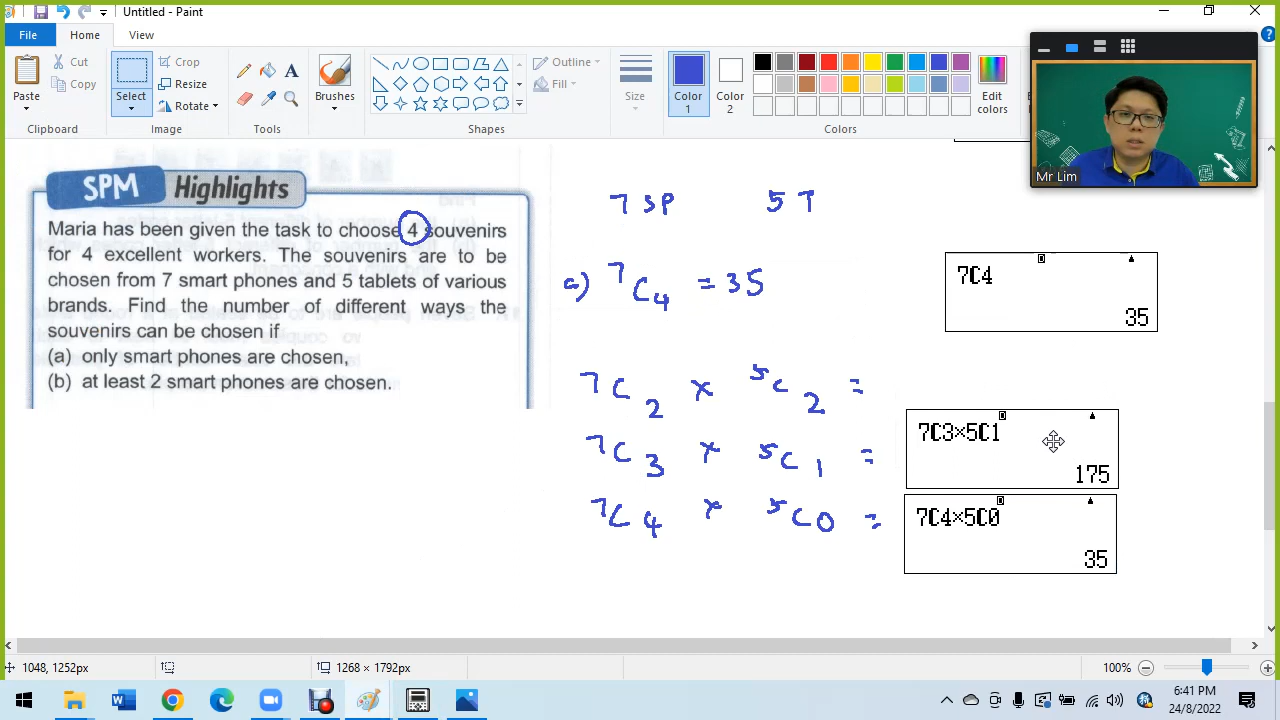 Untitled - Paint
File
Home
View
Paste
Cut
Copy
Clipboard
Select
Crop
Resize
Rotate
Image
Tools
Brushes
Shapes
Outline
Fill
Size
Color 1
Color 2
Edit colors
Colors
Mr Lim
SPM Highlights
Maria has been given the task to choose 4 souvenirs
for 4 excellent workers. The souvenirs are to be
chosen from 7 smart phones and 5 tablets of various
brands. Find the number of different ways the
souvenirs can be chosen if
(a) only smart phones are chosen,
(b) at least 2 smart phones are chosen.
7 SP 5 T
a) 7C4 = 35
7C4
35
7C2 x 5C2 =
7C3 x 5C1 =
7C3×5C1
175
7C4 x 5C0 =
7C4×5C0
35
1048, 1252px
1268 × 1792px
100%
6:41 PM
24/8/2022